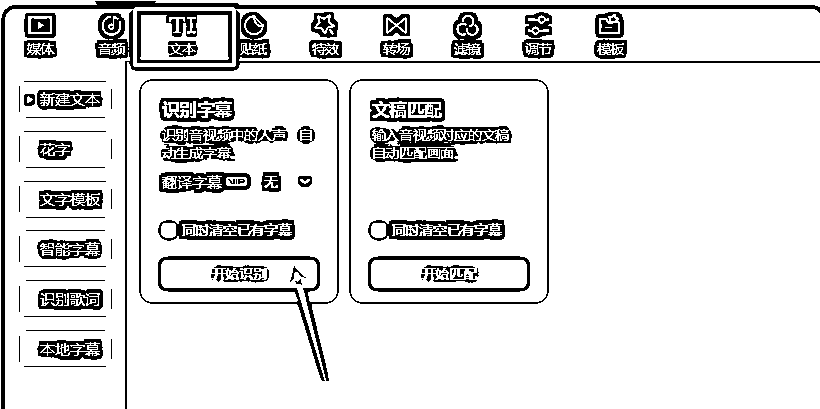 媒体 音频 文本 贴纸 特效 转场 滤镜 调节 模板
新建文本
花字
文字模板
智能字幕
识别歌词
本地字幕
识别字幕
识别音视频中的人声 自
动生成字幕
翻译字幕 VIP 无
同时清空已有字幕
开始识别
文稿匹配
输入音视频对应的文稿
自动匹配画面
同时清空已有字幕
开始匹配